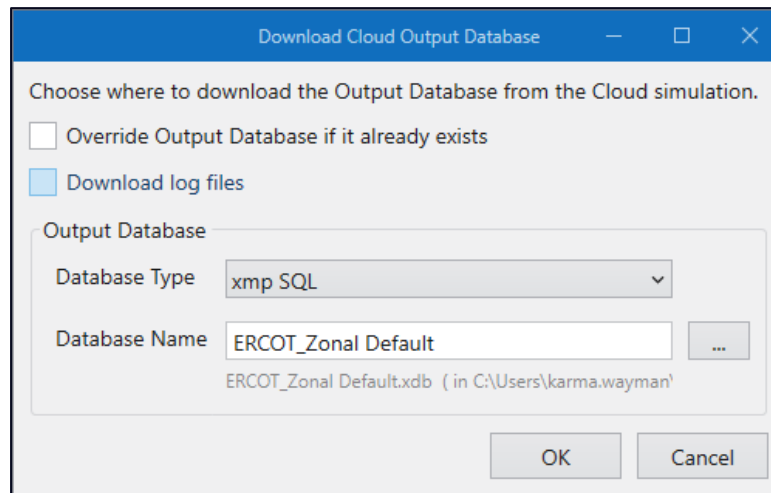 Download Cloud Output Database
Choose where to download the Output Database from the Cloud simulation.
Override Output Database if it already exists
Download log files
Output Database
Database Type
xmp SQL
Database Name
ERCOT_Zonal Default
...
ERCOT_Zonal Default.xdb ( in C:\Users\karma.wayman\
OK
Cancel